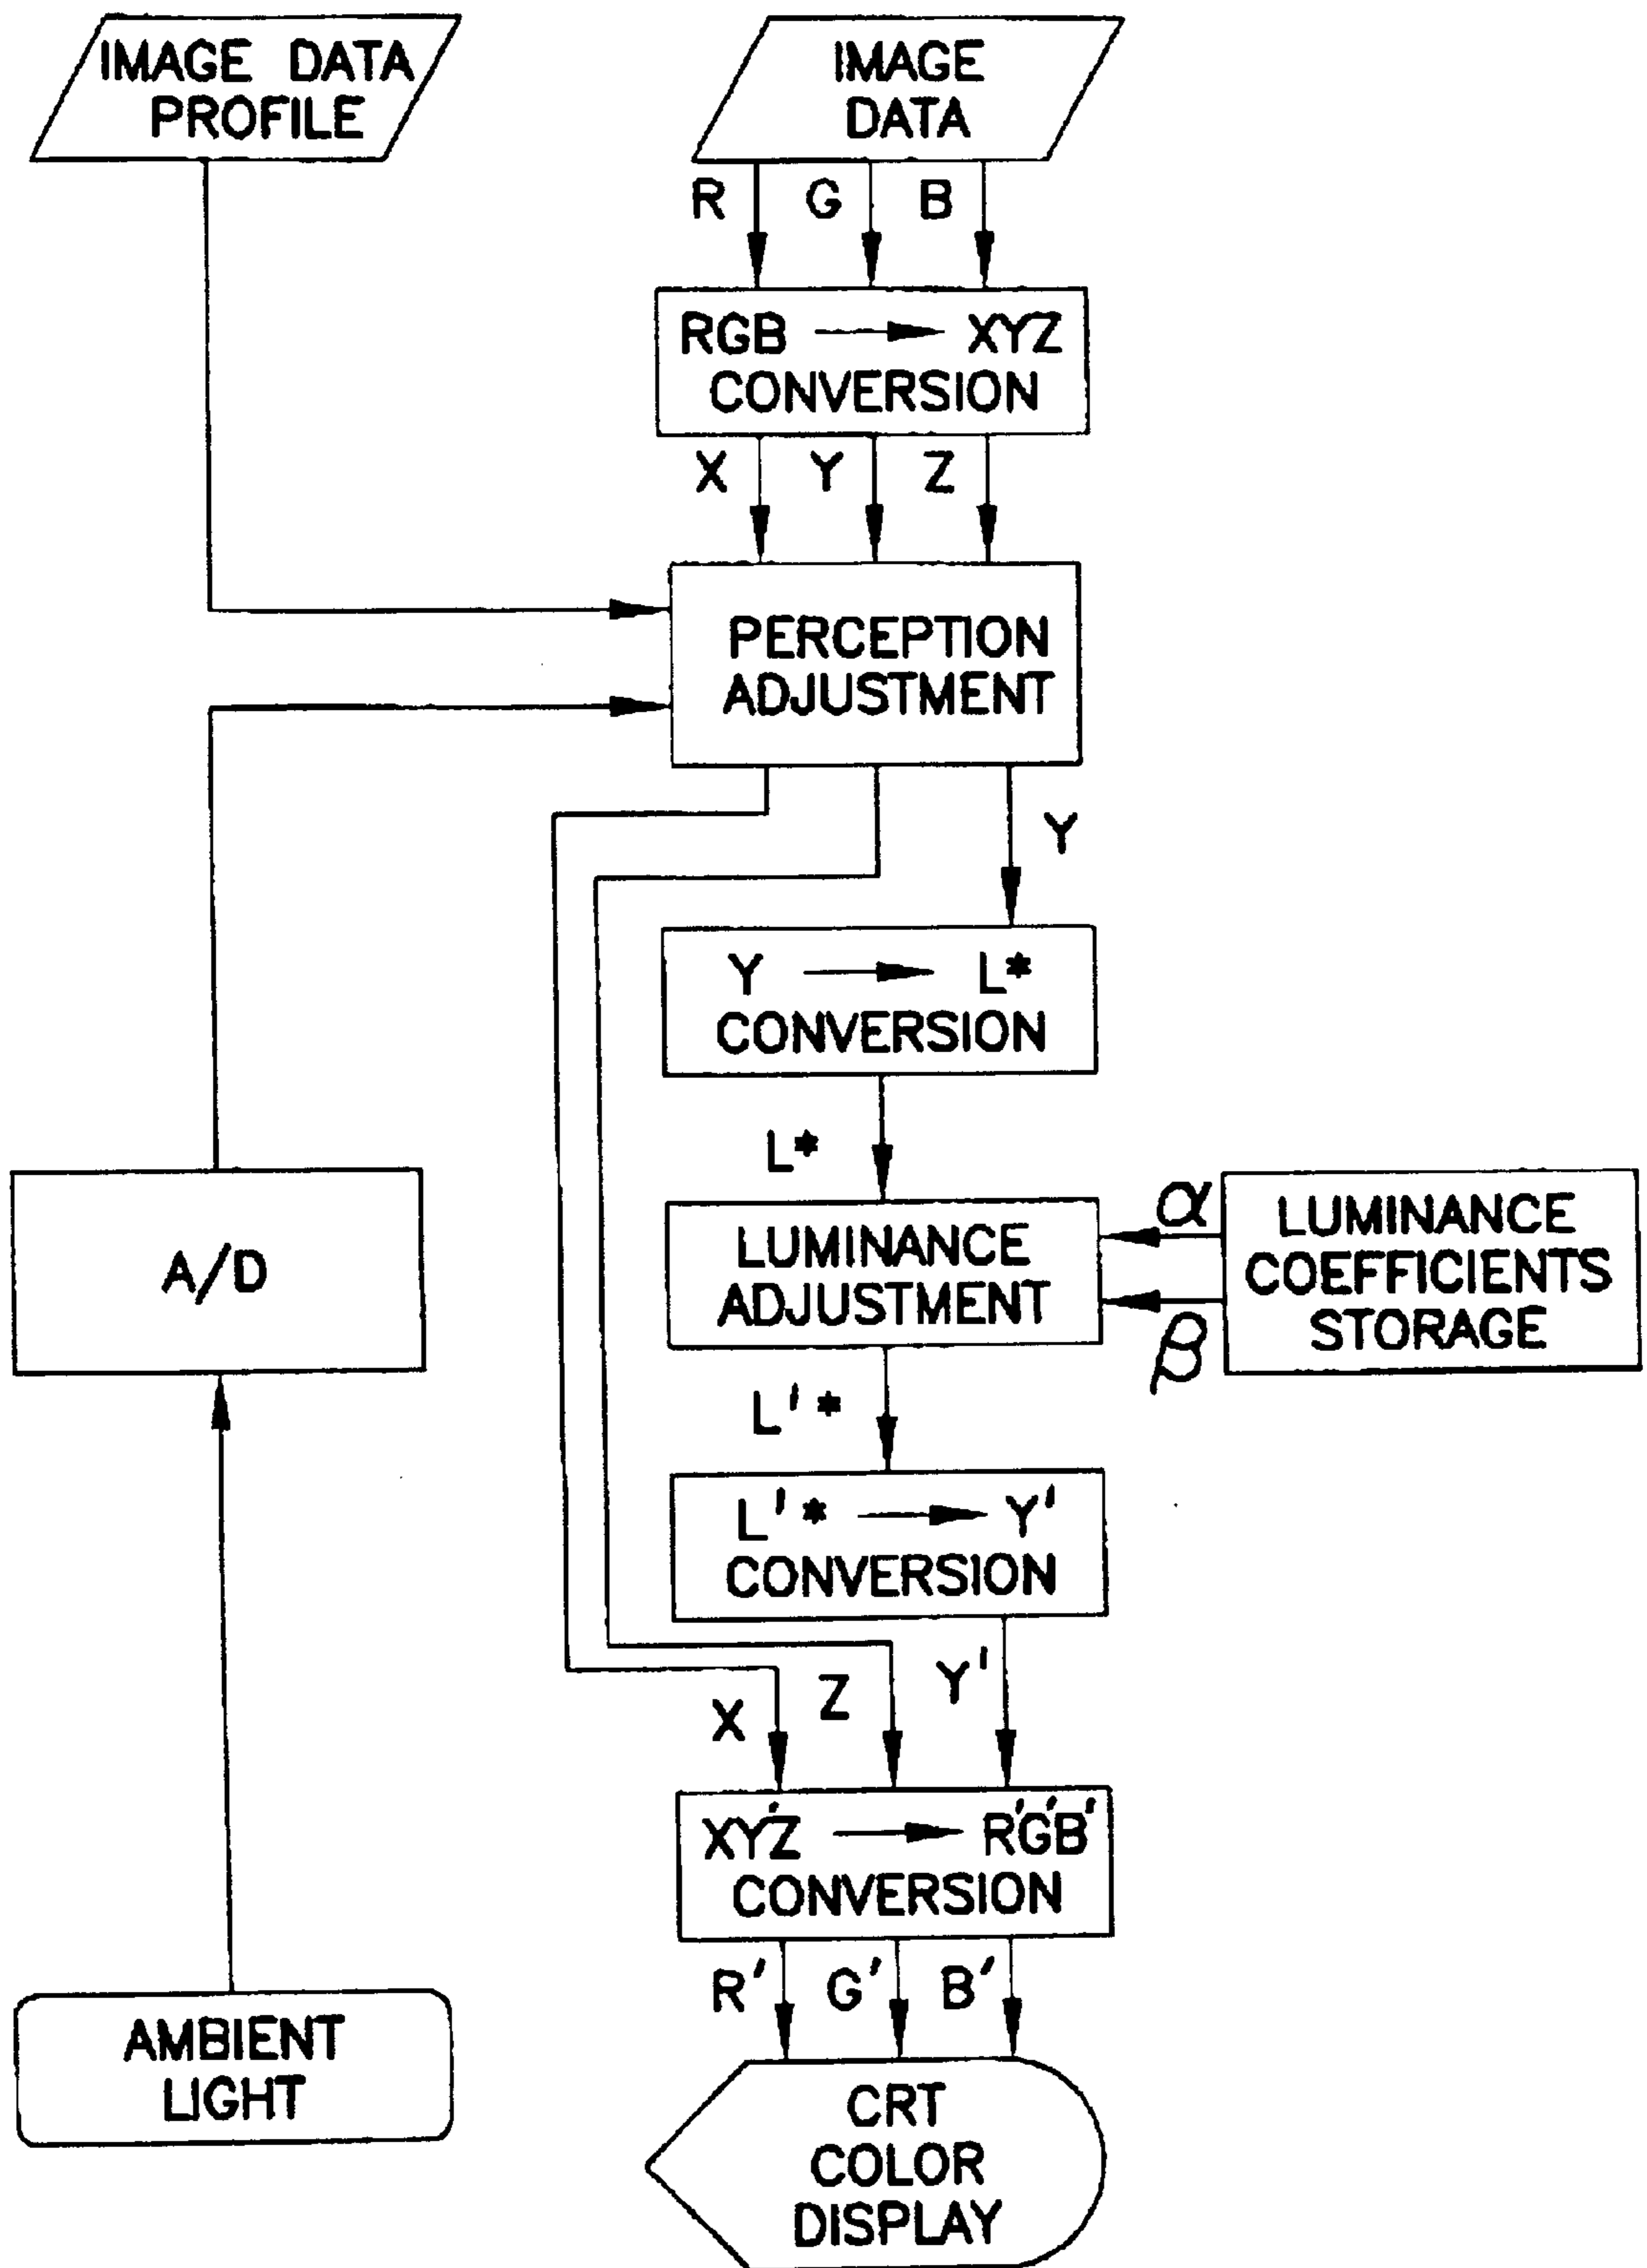 IMAGE DATA
PROFILE
IMAGE
DATA
R G B
RGB → XYZ
CONVERSION
X Y Z
PERCEPTION
ADJUSTMENT
Y
Y → L*
CONVERSION
L*
A/D
LUMINANCE
ADJUSTMENT
α
β
LUMINANCE
COEFFICIENTS
STORAGE
L'*
L'* → Y'
CONVERSION
X Z Y'
XY'Z → R'G'B'
CONVERSION
R' G' B'
AMBIENT
LIGHT
CRT
COLOR
DISPLAY